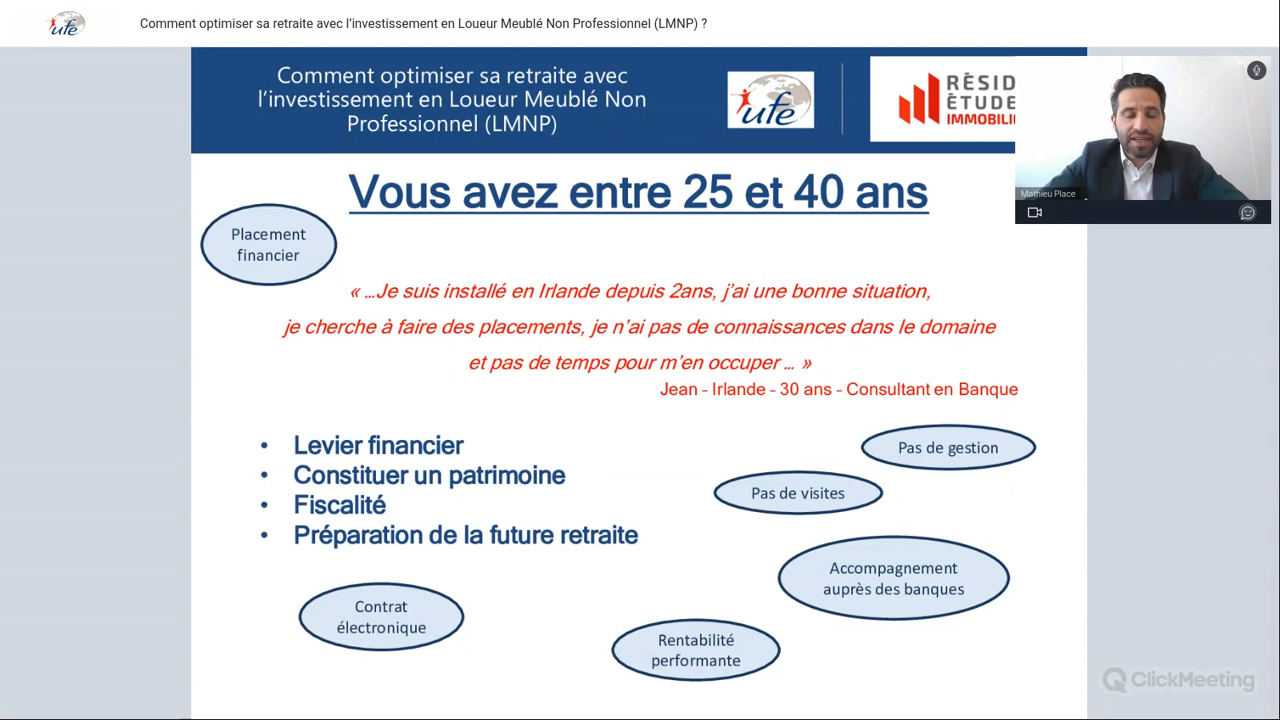 ufe
Comment optimiser sa retraite avec l'investissement en Loueur Meublé Non Professionnel (LMNP) ?
Comment optimiser sa retraite avec
l'investissement en Loueur Meublé Non
Professionnel (LMNP)
ufe
RÉSID
ÉTUDE
IMMOBILI
Mathieu Place
Vous avez entre 25 et 40 ans
Placement
financier
« ...Je suis installé en Irlande depuis 2ans, j'ai une bonne situation,
je cherche à faire des placements, je n'ai pas de connaissances dans le domaine
et pas de temps pour m'en occuper ... »
Jean - Irlande - 30 ans - Consultant en Banque
• Levier financier
• Constituer un patrimoine
• Fiscalité
• Préparation de la future retraite
Pas de gestion
Pas de visites
Accompagnement
auprès des banques
Contrat
électronique
Rentabilité
performante
ClickMeeting